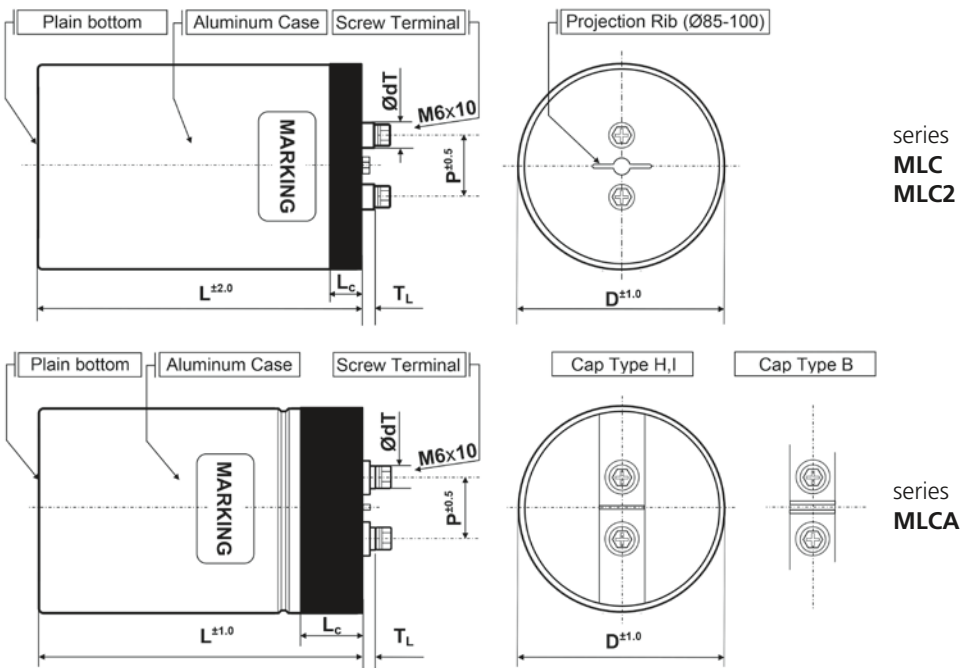 Plain bottom Aluminum Case Screw Terminal Projection Rib (Ø85-100)
ØdT
M6x10
MARKING
P±0.5
series
MLC
MLC2
Lc
L±2.0 TL D±1.0
Plain bottom Aluminum Case Screw Terminal Cap Type H,I Cap Type B
ØdT
M6x10
MARKING
P±0.5
series
MLCA
Lc
L±1.0 TL D±1.0